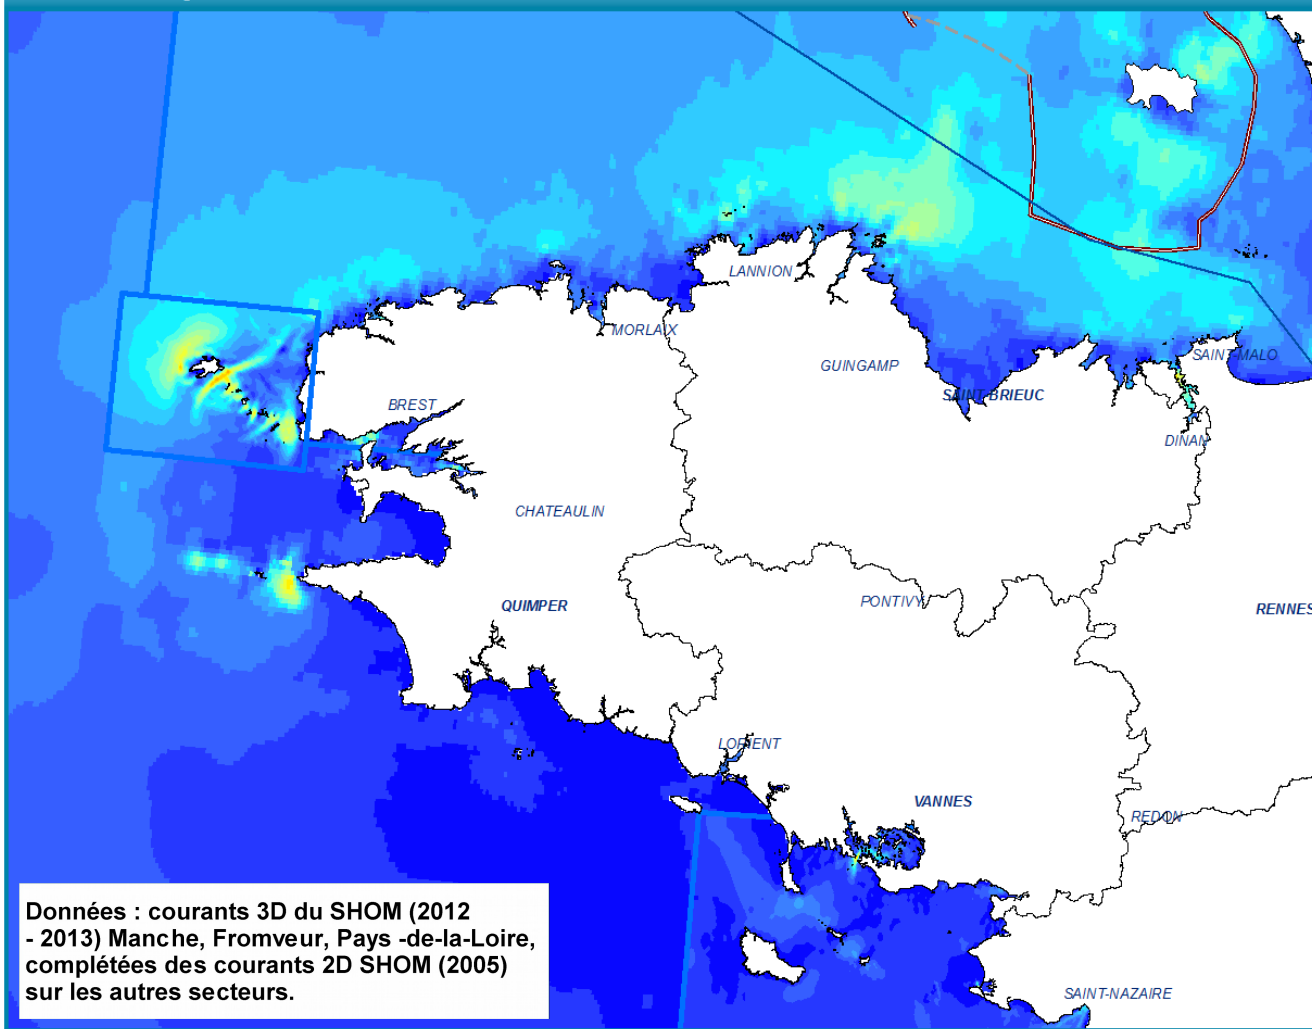 LANNION
MORLAIX
GUINGAMP
SAINT-MALO
SAINT-BRIEUC
BREST
DINAN
CHATEAULIN
QUIMPER
PONTIVY
RENNES
LORIENT
VANNES
REDON
Données : courants 3D du SHOM (2012
- 2013) Manche, Fromveur, Pays -de-la-Loire,
complétées des courants 2D SHOM (2005)
sur les autres secteurs.
SAINT-NAZAIRE